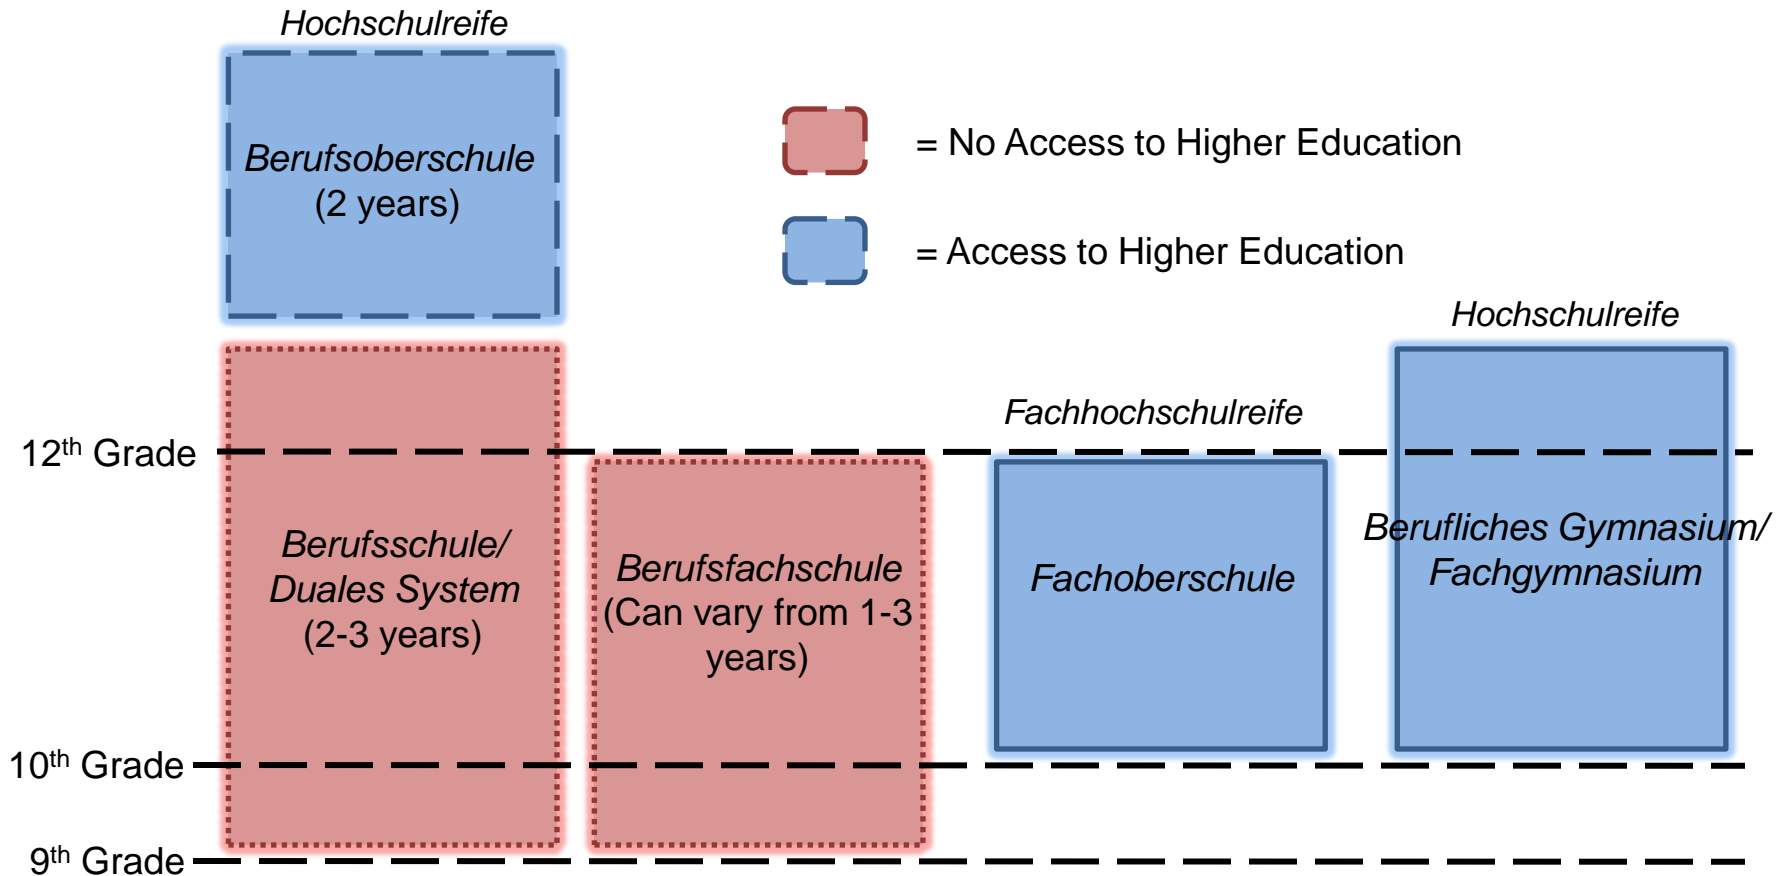 Hochschulreife
Berufsoberschule
(2 years)
= No Access to Higher Education
= Access to Higher Education
Hochschulreife
Fachhochschulreife
12th Grade
Berufsschule/
Duales System
(2-3 years)
Berufsfachschule
(Can vary from 1-3
years)
Fachoberschule
Berufliches Gymnasium/
Fachgymnasium
10th Grade
9th Grade